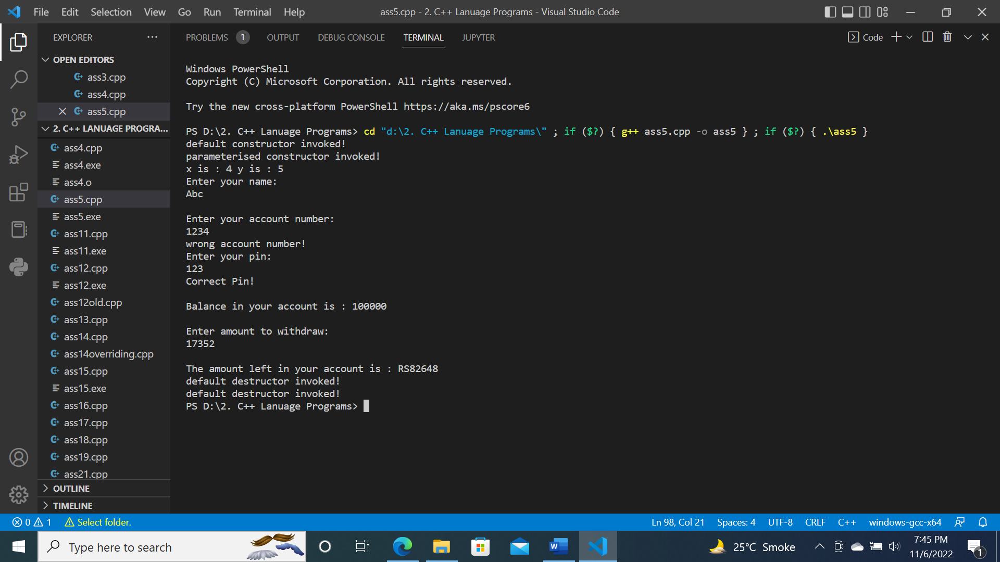 File Edit Selection View Go Run Terminal Help
ass5.cpp - 2. C++ Lanuage Programs - Visual Studio Code
EXPLORER
OPEN EDITORS
ass3.cpp
ass4.cpp
ass5.cpp
2. C++ LANUAGE PROGRA...
ass4.cpp
ass4.exe
ass4.o
ass5.cpp
ass5.exe
ass11.cpp
ass11.exe
ass12.cpp
ass12.exe
ass12old.cpp
ass13.cpp
ass14.cpp
ass14overriding.cpp
ass15.cpp
ass15.exe
ass16.cpp
ass17.cpp
ass18.cpp
ass19.cpp
ass21.cpp
OUTLINE
TIMELINE
PROBLEMS 1 OUTPUT DEBUG CONSOLE TERMINAL JUPYTER
Code
Windows PowerShell
Copyright (C) Microsoft Corporation. All rights reserved.
Try the new cross-platform PowerShell https://aka.ms/pscore6
PS D:\2. C++ Lanuage Programs> cd "d:\2. C++ Lanuage Programs\" ; if ($?) { g++ ass5.cpp -o ass5 } ; if ($?) { .\ass5 }
default constructor invoked!
parameterised constructor invoked!
x is : 4 y is : 5
Enter your name:
Abc
Enter your account number:
1234
wrong account number!
Enter your pin:
123
Correct Pin!
Balance in your account is : 100000
Enter amount to withdraw:
17352
The amount left in your account is : RS82648
default destructor invoked!
default destructor invoked!
PS D:\2. C++ Lanuage Programs>
0 1 Select folder.
Ln 98, Col 21 Spaces: 4 UTF-8 CRLF C++ windows-gcc-x64
Type here to search
25°C Smoke
7:45 PM
11/6/2022
1